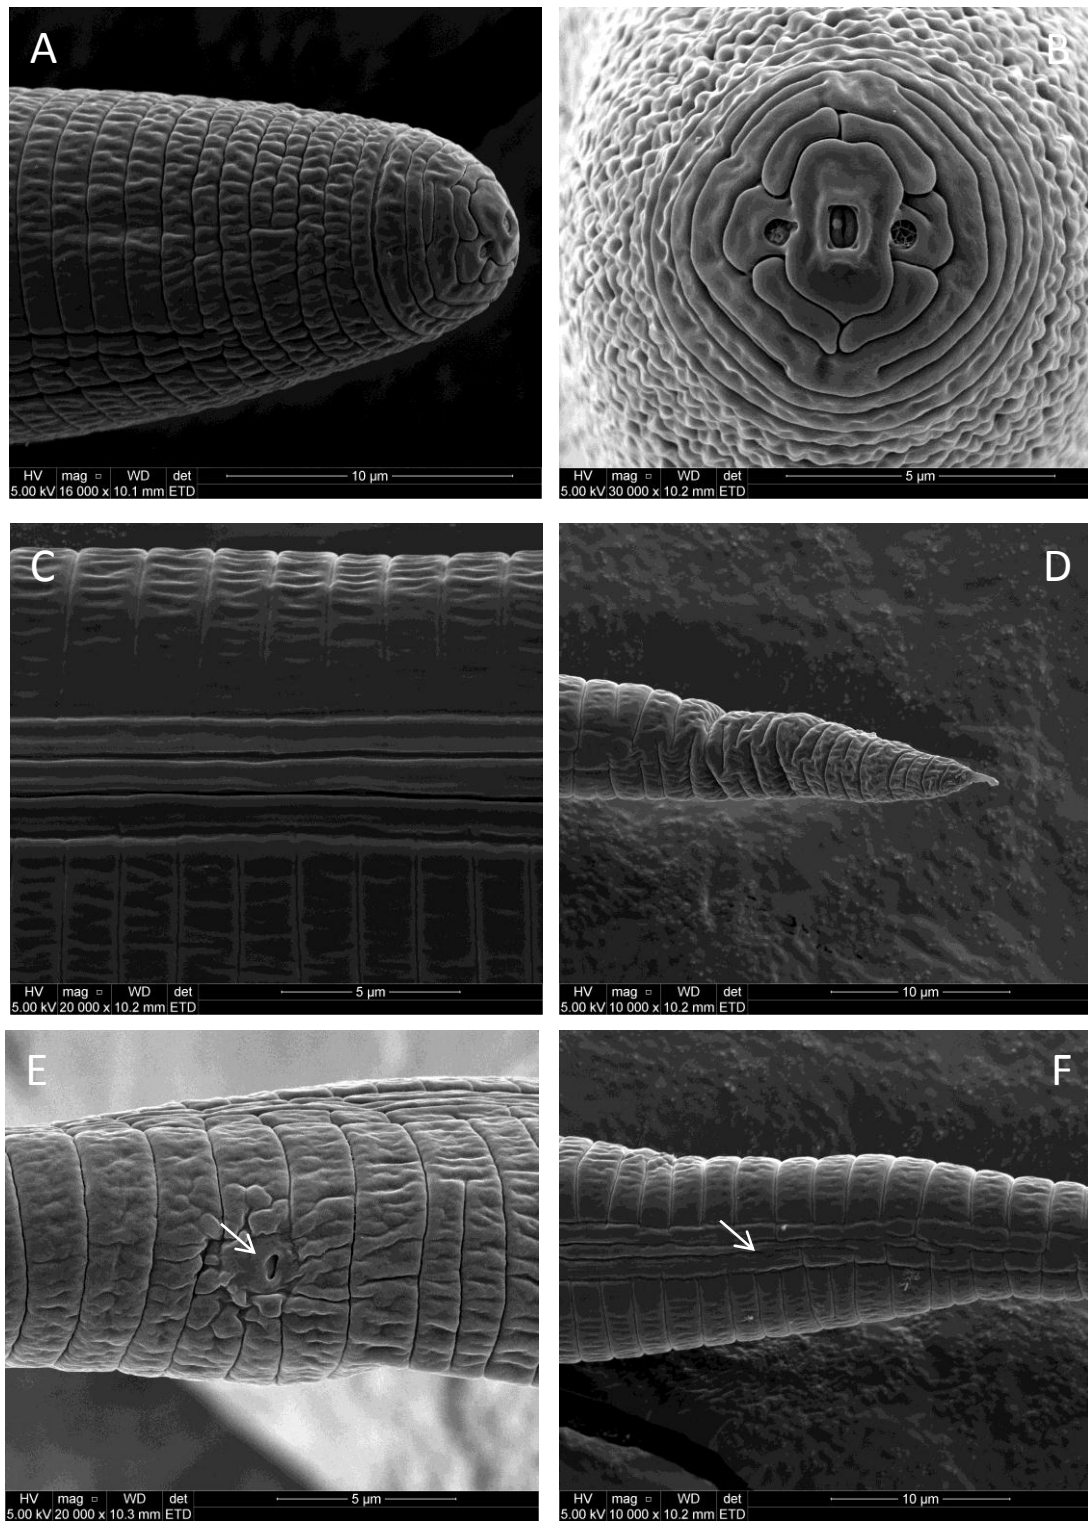 A
HV mag □ WD det
5.00 kV 16 000 x 10.1 mm ETD
10 µm
B
HV mag □ WD det
5.00 kV 30 000 x 10.2 mm ETD
5 µm
C
HV mag □ WD det
5.00 kV 20 000 x 10.2 mm ETD
5 µm
D
HV mag □ WD det
5.00 kV 10 000 x 10.2 mm ETD
10 µm
E
HV mag □ WD det
5.00 kV 20 000 x 10.3 mm ETD
5 µm
F
HV mag □ WD det
5.00 kV 10 000 x 10.2 mm ETD
10 µm